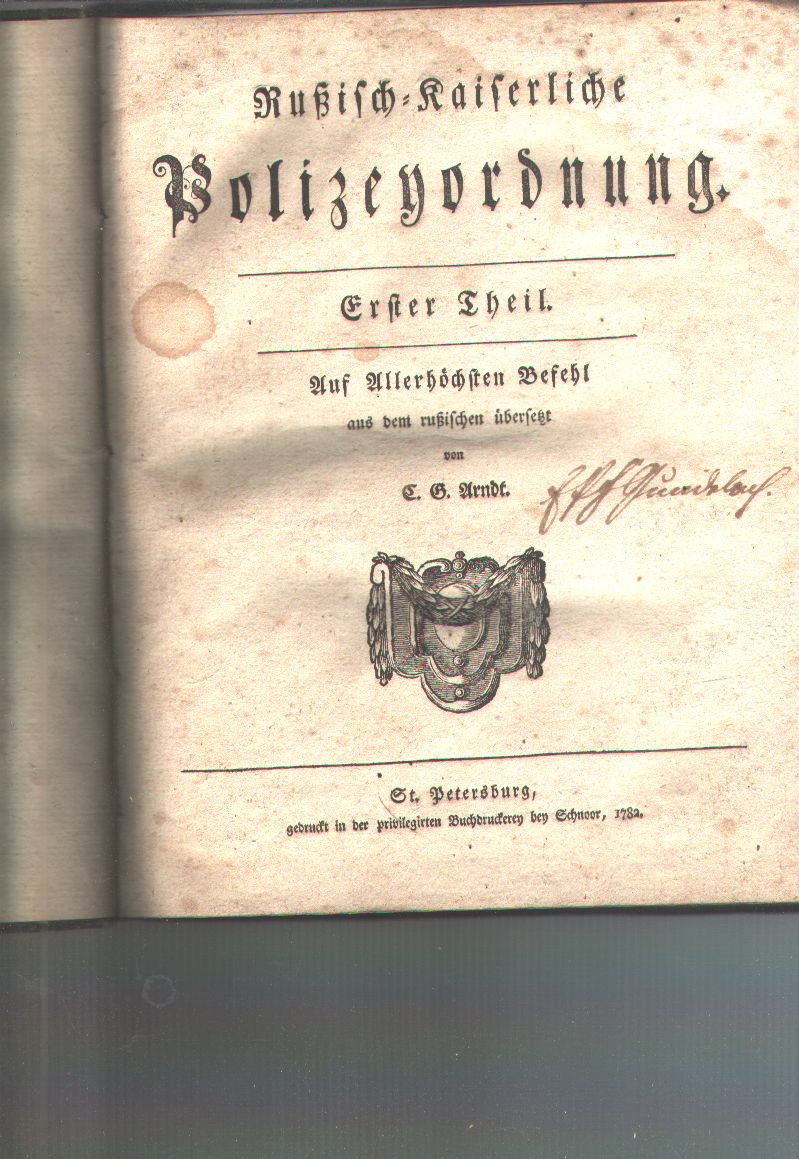 Rußisch-Kaiserliche
Polizeyordnung.
Erster Theil.
Auf Allerhöchsten Befehl
aus dem rußischen übersetzt
von
C. G. Arndt.
Gundelach.
St. Petersburg,
gedruckt in der privilegirten Buchdruckerey bey Schnoor, 1782.